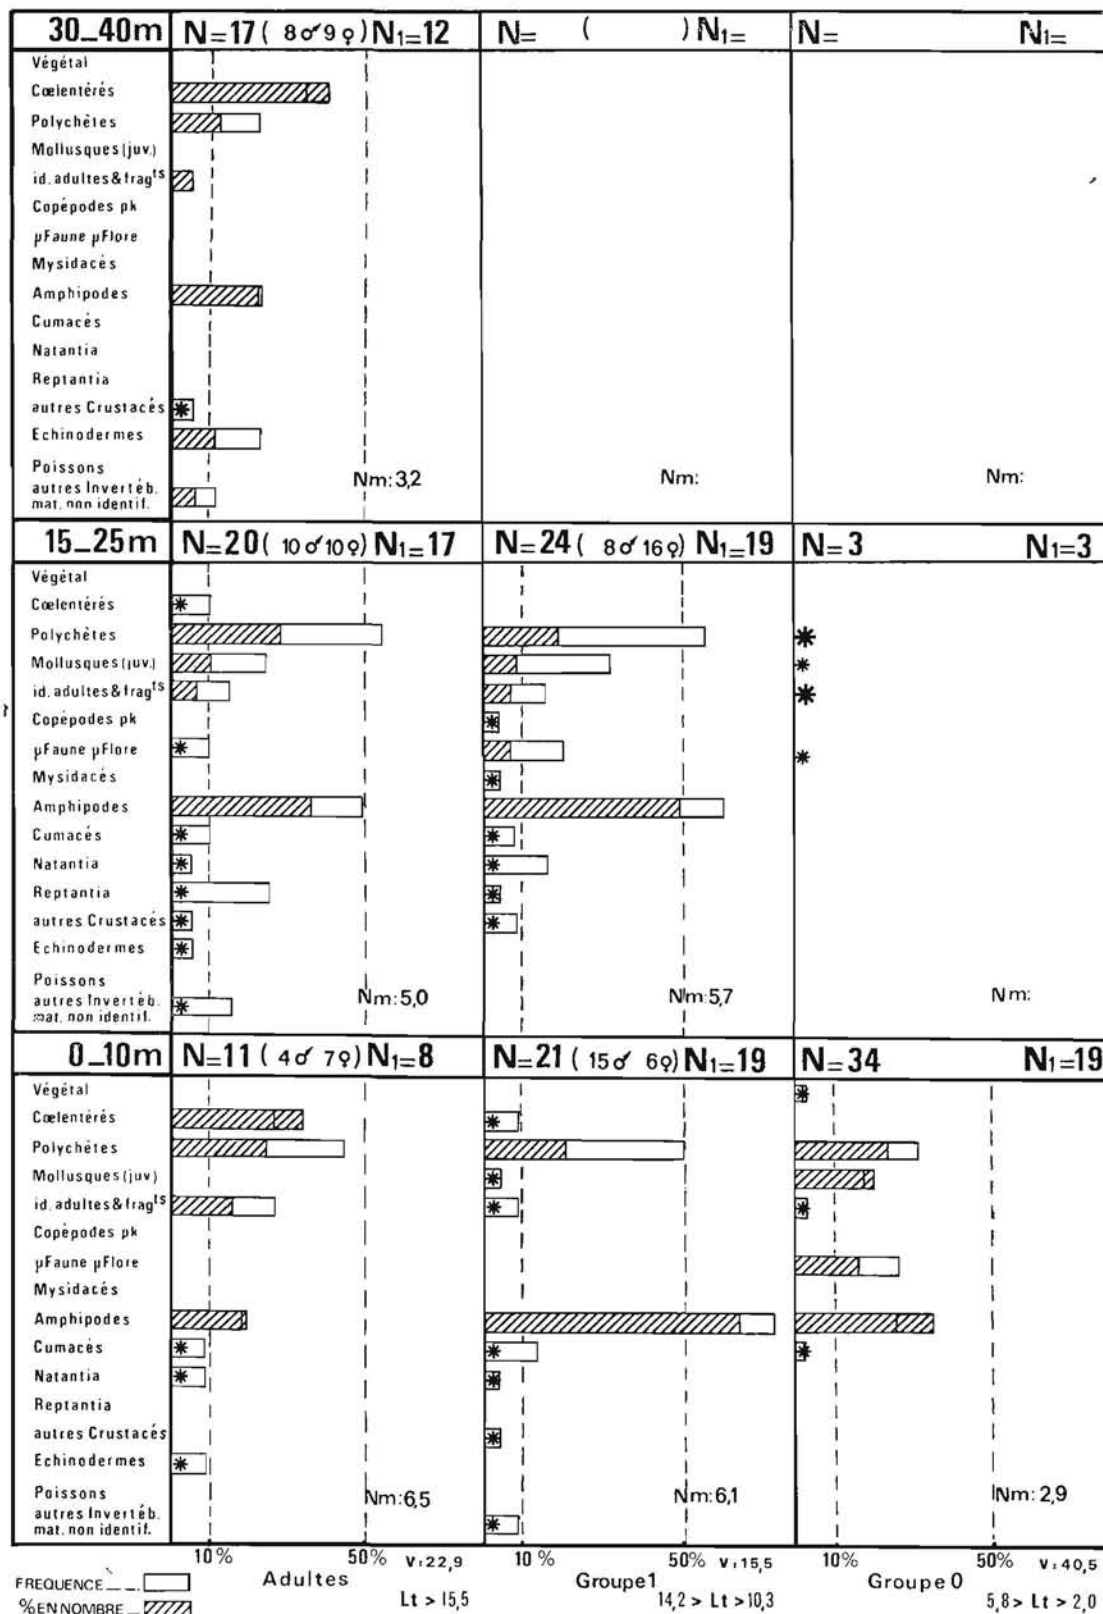 30_40m N=17 ( 8♂ 9♀ ) N1=12 N= ( ) N1= N= N1=
Végétal
Cœlentérés
Polychètes
Mollusques (juv.)
id. adultes & fragts
Copépodes pk
µFaune µFlore
Mysidacés
Amphipodes
Cumacés
Natantia
Reptantia
autres Crustacés
Echinodermes
Poissons
autres Invertéb. Nm: 3,2 Nm: Nm:
mat. non identif.
15_25m N=20 ( 10♂ 10♀ ) N1=17 N=24 ( 8♂ 16♀ ) N1=19 N=3 N1=3
Végétal
Cœlentérés
Polychètes
Mollusques (juv.)
id. adultes & fragts
Copépodes pk
µFaune µFlore
Mysidacés
Amphipodes
Cumacés
Natantia
Reptantia
autres Crustacés
Echinodermes
Poissons
autres Invertéb. Nm: 5,0 Nm: 5,7 Nm:
mat. non identif.
0_10m N=11 ( 4♂ 7♀ ) N1=8 N=21 ( 15♂ 6♀ ) N1=19 N=34 N1=19
Végétal
Cœlentérés
Polychètes
Mollusques (juv)
id. adultes & fragts
Copépodes pk
µFaune µFlore
Mysidacés
Amphipodes
Cumacés
Natantia
Reptantia
autres Crustacés
Echinodermes
Poissons Nm: 6,5 Nm: 6,1 Nm: 2,9
autres Invertéb.
mat. non identif.
10% 50% v:22,9 10% 50% v:15,5 10% 50% v:40,5
FREQUENCE Adultes Groupe 1 Groupe 0
% EN NOMBRE Lt > 15,5 14,2 > Lt > 10,3 5,8 > Lt > 2,0